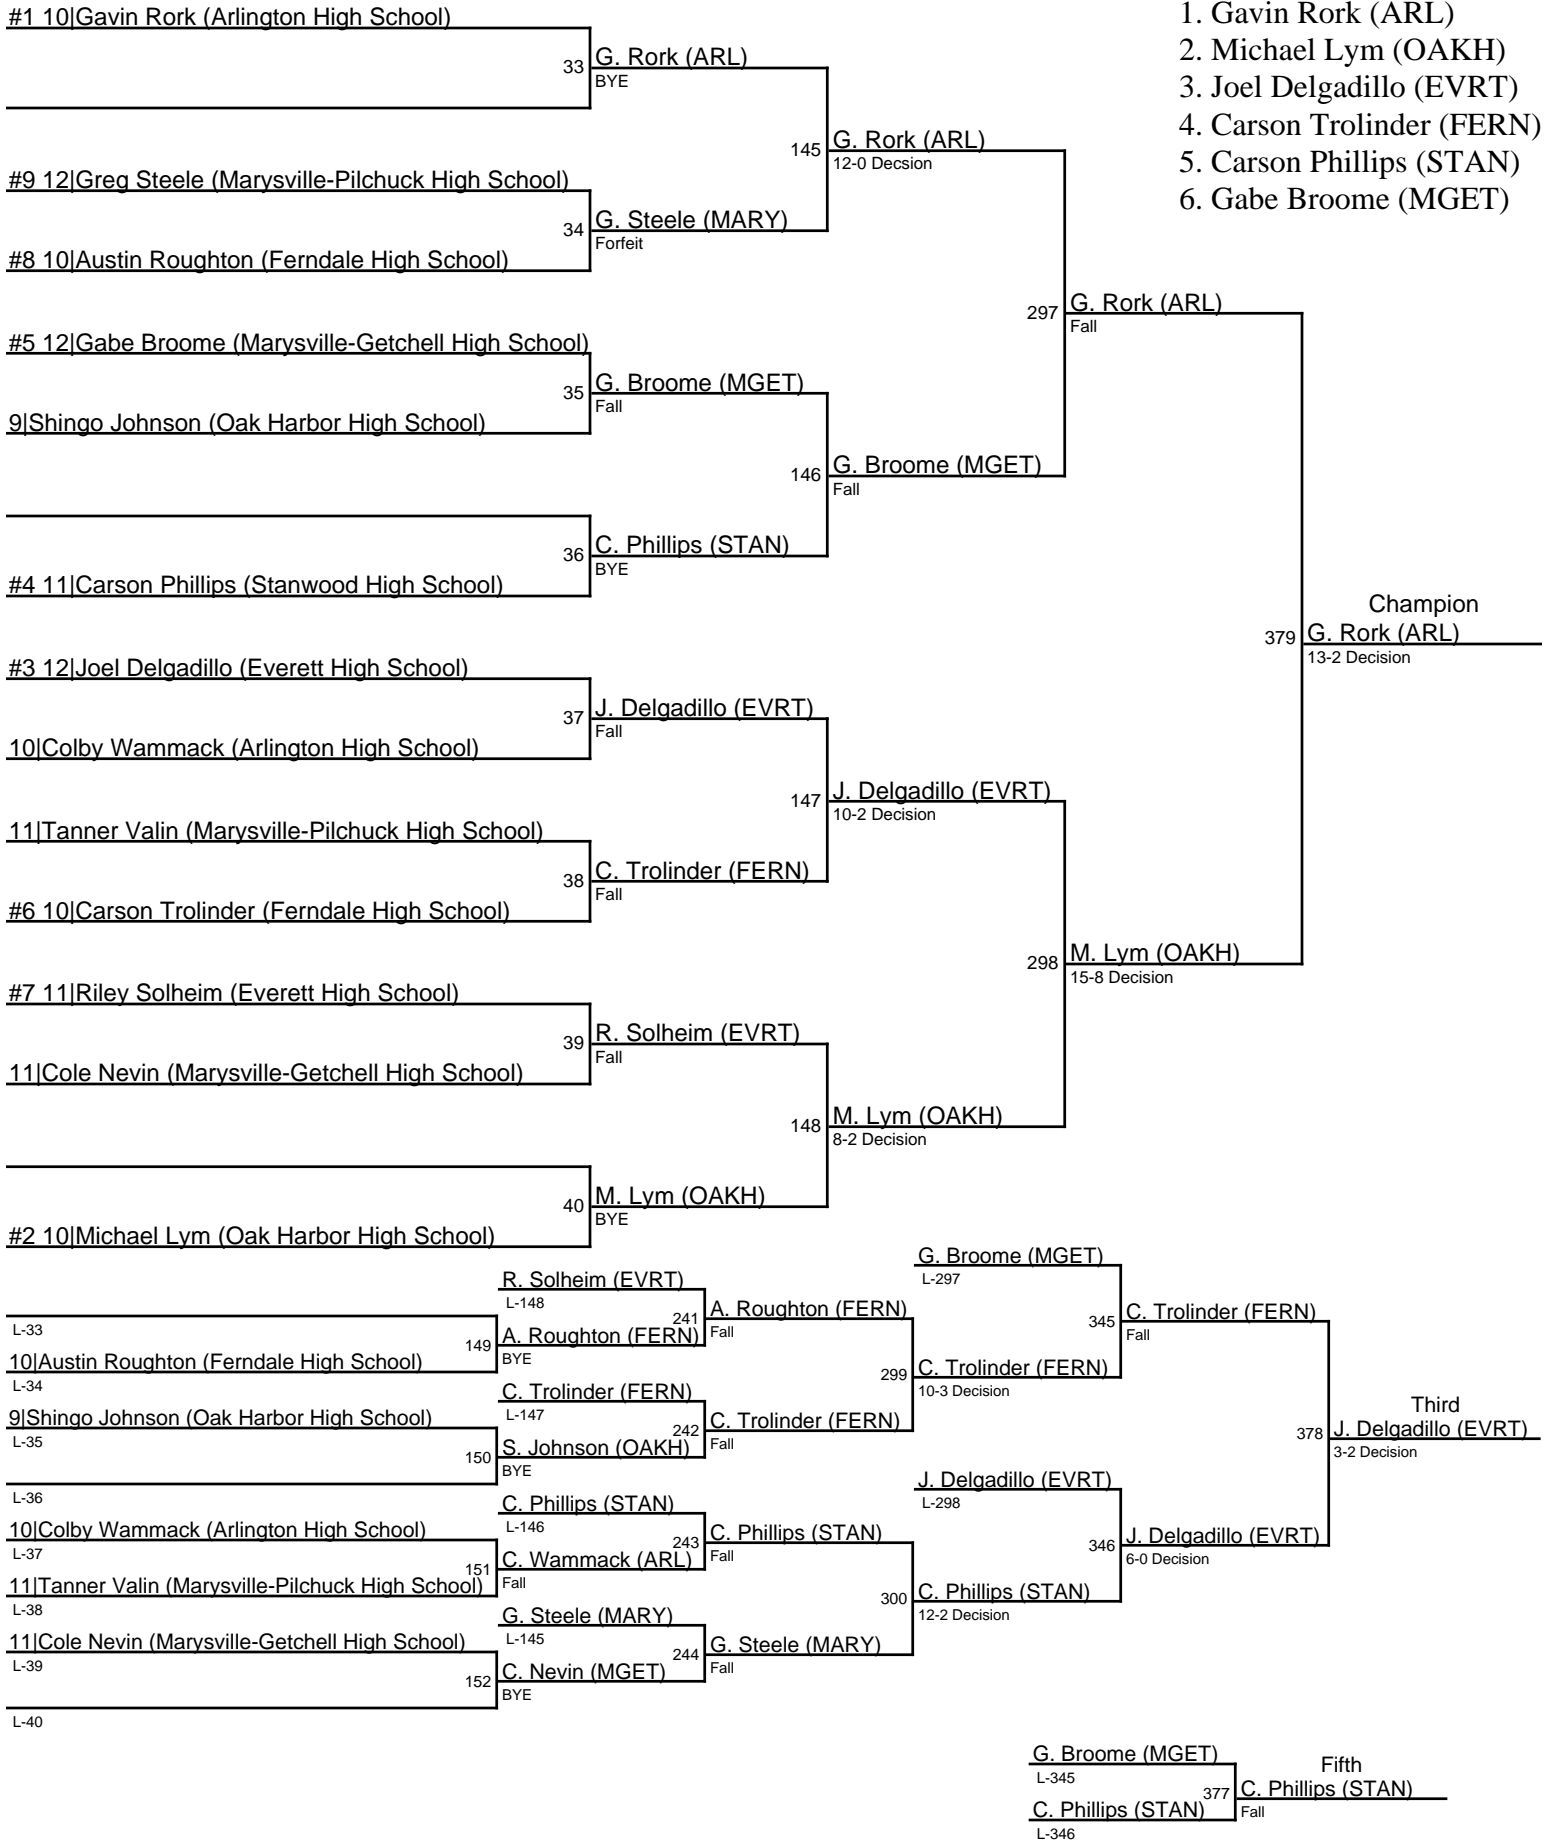 #1 10|Gavin Rork (Arlington High School)
33
G. Rork (ARL)
BYE
#9 12|Greg Steele (Marysville-Pilchuck High School)
34
G. Steele (MARY)
Forfeit
#8 10|Austin Roughton (Ferndale High School)
145
G. Rork (ARL)
12-0 Decsion
#5 12|Gabe Broome (Marysville-Getchell High School)
35
G. Broome (MGET)
Fall
9|Shingo Johnson (Oak Harbor High School)
146
G. Broome (MGET)
Fall
36
C. Phillips (STAN)
BYE
#4 11|Carson Phillips (Stanwood High School)
297
G. Rork (ARL)
Fall
#3 12|Joel Delgadillo (Everett High School)
37
J. Delgadillo (EVRT)
Fall
10|Colby Wammack (Arlington High School)
147
J. Delgadillo (EVRT)
10-2 Decision
11|Tanner Valin (Marysville-Pilchuck High School)
38
C. Trolinder (FERN)
Fall
#6 10|Carson Trolinder (Ferndale High School)
298
M. Lym (OAKH)
15-8 Decision
#7 11|Riley Solheim (Everett High School)
39
R. Solheim (EVRT)
Fall
11|Cole Nevin (Marysville-Getchell High School)
148
M. Lym (OAKH)
8-2 Decision
40
M. Lym (OAKH)
BYE
#2 10|Michael Lym (Oak Harbor High School)
Champion
379
G. Rork (ARL)
13-2 Decision
1. Gavin Rork (ARL)
2. Michael Lym (OAKH)
3. Joel Delgadillo (EVRT)
4. Carson Trolinder (FERN)
5. Carson Phillips (STAN)
6. Gabe Broome (MGET)
L-33
10|Austin Roughton (Ferndale High School)
L-34
149
R. Solheim (EVRT)
L-148
A. Roughton (FERN)
BYE
241
A. Roughton (FERN)
Fall
9|Shingo Johnson (Oak Harbor High School)
L-35
L-36
150
C. Trolinder (FERN)
L-147
S. Johnson (OAKH)
BYE
242
C. Trolinder (FERN)
Fall
10|Colby Wammack (Arlington High School)
L-37
11|Tanner Valin (Marysville-Pilchuck High School)
L-38
151
C. Phillips (STAN)
L-146
C. Wammack (ARL)
Fall
243
C. Phillips (STAN)
Fall
11|Cole Nevin (Marysville-Getchell High School)
L-39
L-40
152
G. Steele (MARY)
L-145
C. Nevin (MGET)
BYE
244
G. Steele (MARY)
Fall
G. Broome (MGET)
L-297
299
C. Trolinder (FERN)
10-3 Decision
345
C. Trolinder (FERN)
Fall
J. Delgadillo (EVRT)
L-298
300
C. Phillips (STAN)
12-2 Decision
346
J. Delgadillo (EVRT)
6-0 Decision
Third
378
J. Delgadillo (EVRT)
3-2 Decision
G. Broome (MGET)
L-345
C. Phillips (STAN)
L-346
Fifth
377
C. Phillips (STAN)
Fall